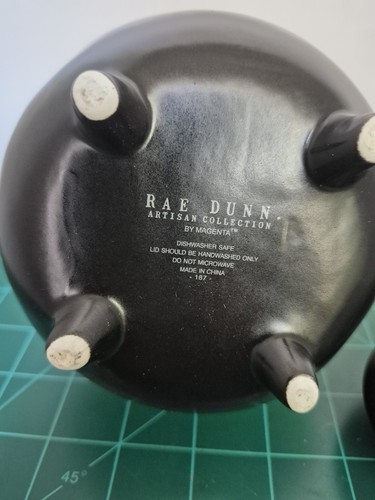 RAE DUNN.
ARTISAN COLLECTION
BY MAGENTA™
DISHWASHER SAFE
LID SHOULD BE HANDWASHED ONLY
DO NOT MICROWAVE
MADE IN CHINA
- 187 -
45°